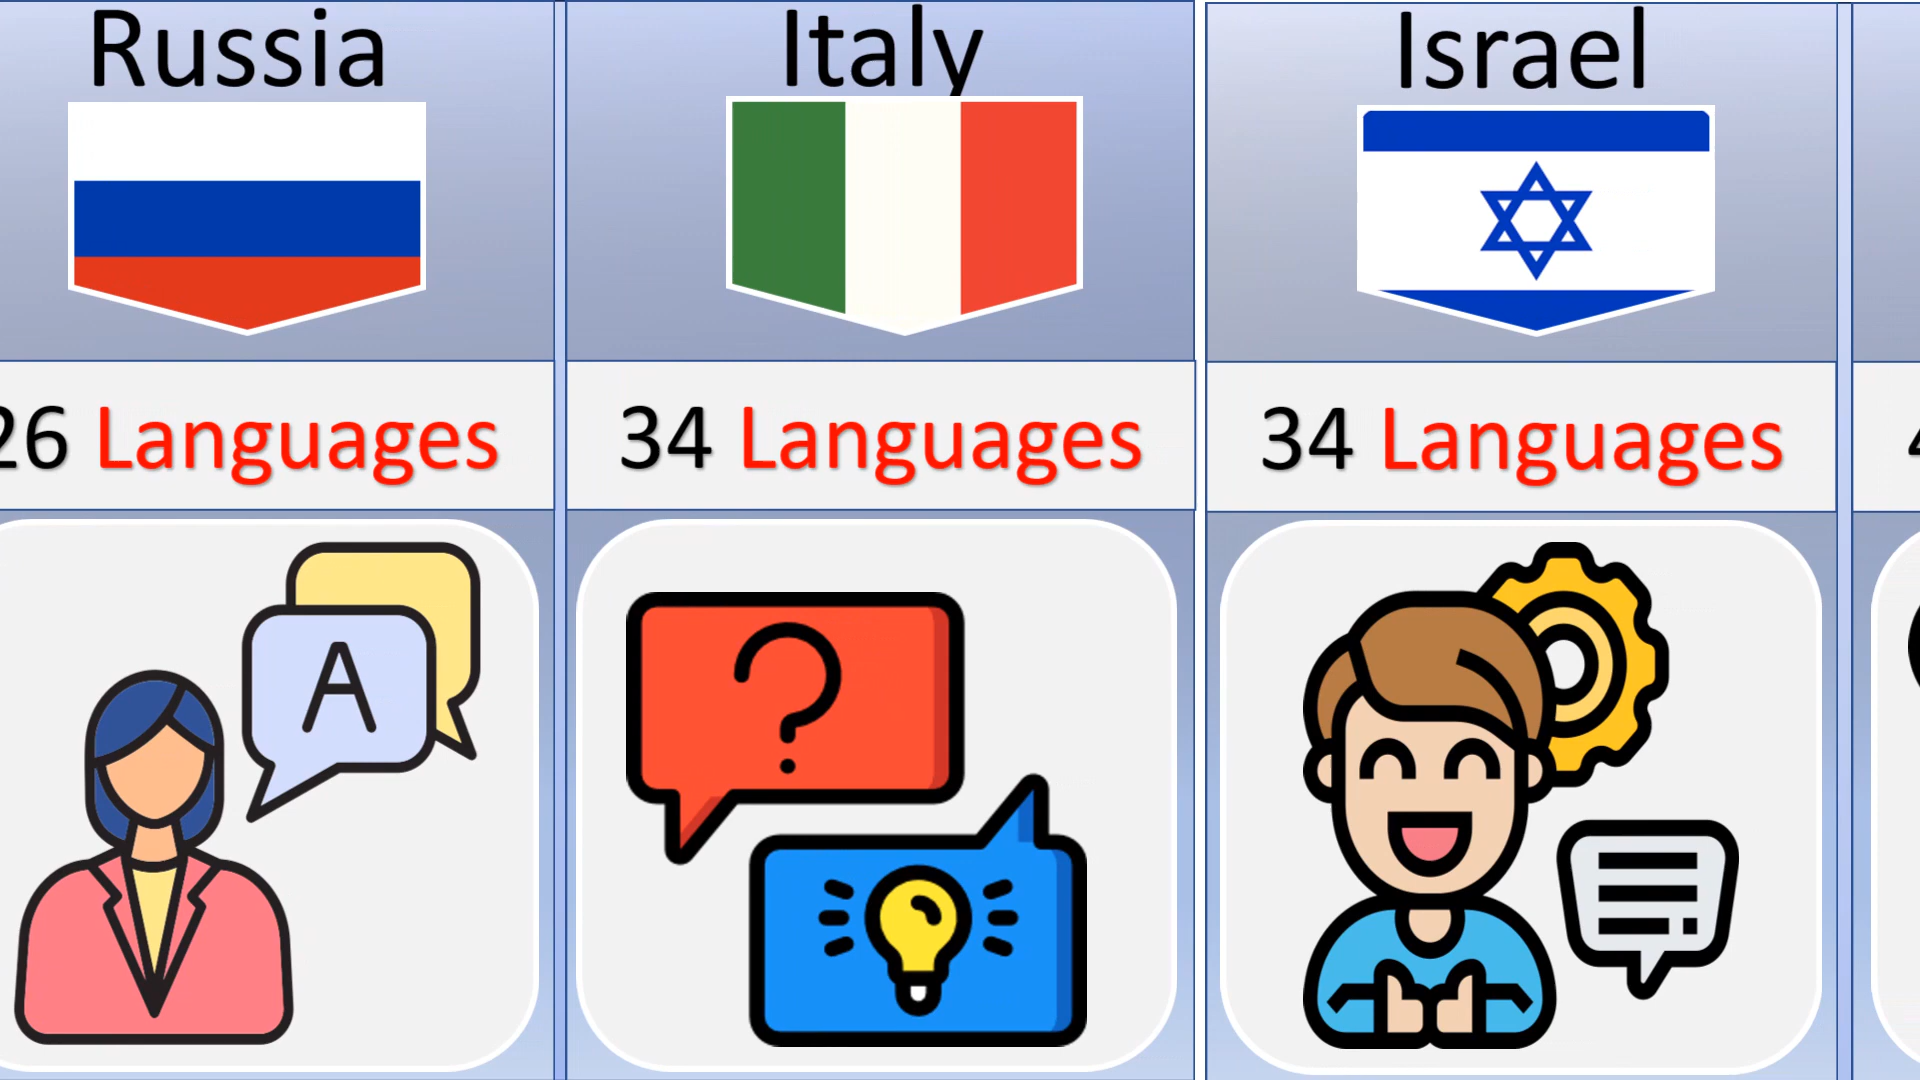 Russia
Italy
Israel
26 Languages
34 Languages
34 Languages
A
?